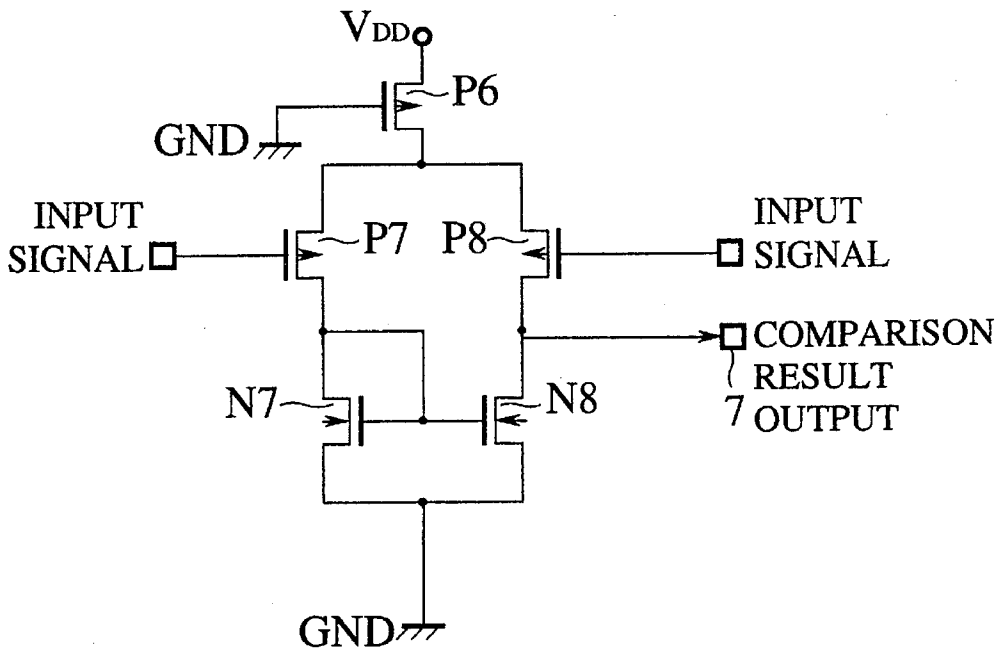 VDD
P6
GND
INPUT
SIGNAL
P7
P8
INPUT
SIGNAL
COMPARISON
RESULT
OUTPUT
7
N7
N8
GND